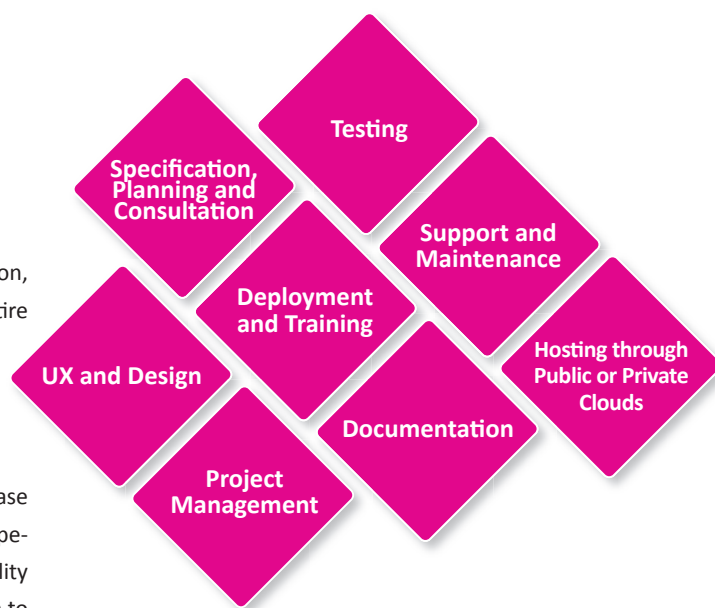 Testing
Specification,
Planning and
Consultation
Support and
Maintenance
on,
Deployment
and Training
tire
Hosting through
Public or Private
Clouds
UX and Design
Documentation
Project
Management
ase
pe-
lity
to